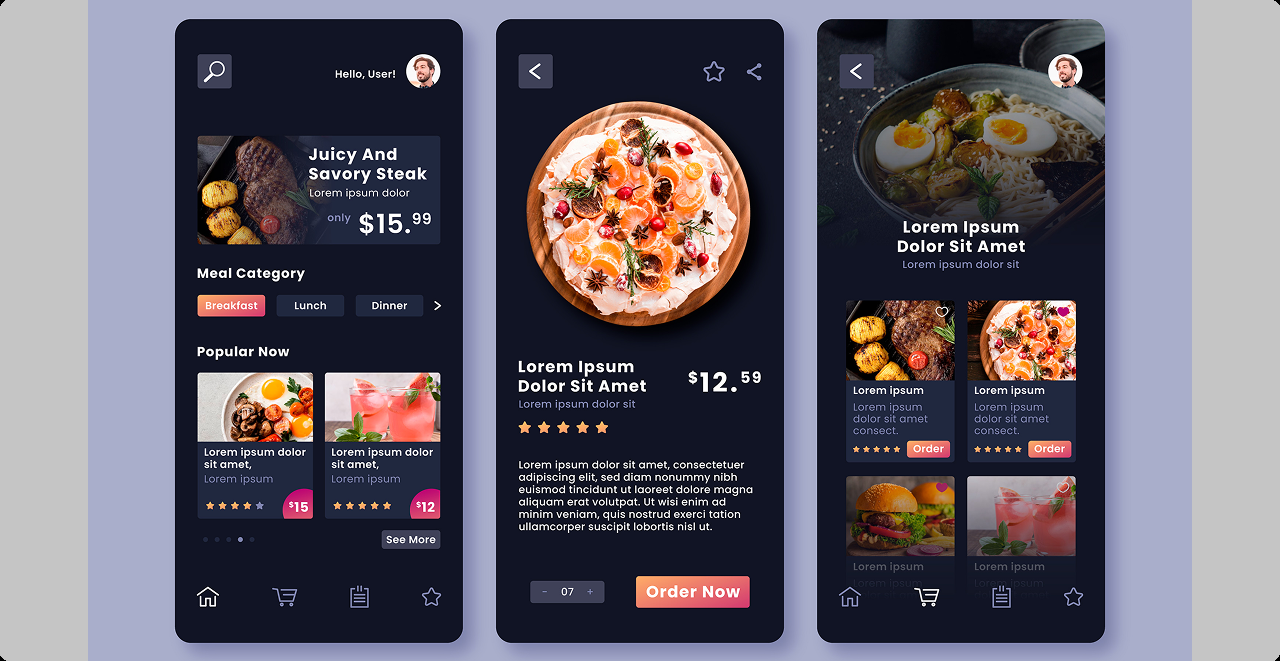 Hello, User!
Juicy And
Savory Steak
Lorem ipsum dolor
only $15.99
Meal Category
Breakfast Lunch Dinner
Popular Now
Lorem ipsum dolor
sit amet,
Lorem ipsum
$15
Lorem ipsum dolor
sit amet,
Lorem ipsum
$12
See More
Lorem Ipsum
Dolor Sit Amet
$12.59
Lorem ipsum dolor sit
Lorem ipsum dolor sit amet, consectetuer
adipiscing elit, sed diam nonummy nibh
euismod tincidunt ut laoreet dolore magna
aliquam erat volutpat. Ut wisi enim ad
minim veniam, quis nostrud exerci tation
ullamcorper suscipit lobortis nisl ut.
- 07 +
Order Now
Lorem Ipsum
Dolor Sit Amet
Lorem ipsum dolor sit
Lorem ipsum
Lorem ipsum
dolor sit amet
consect.
Order
Lorem ipsum
Lorem ipsum
dolor sit amet
consect.
Order
Lorem ipsum
Lorem ipsum
Lorem ipsum
Lorem ipsum